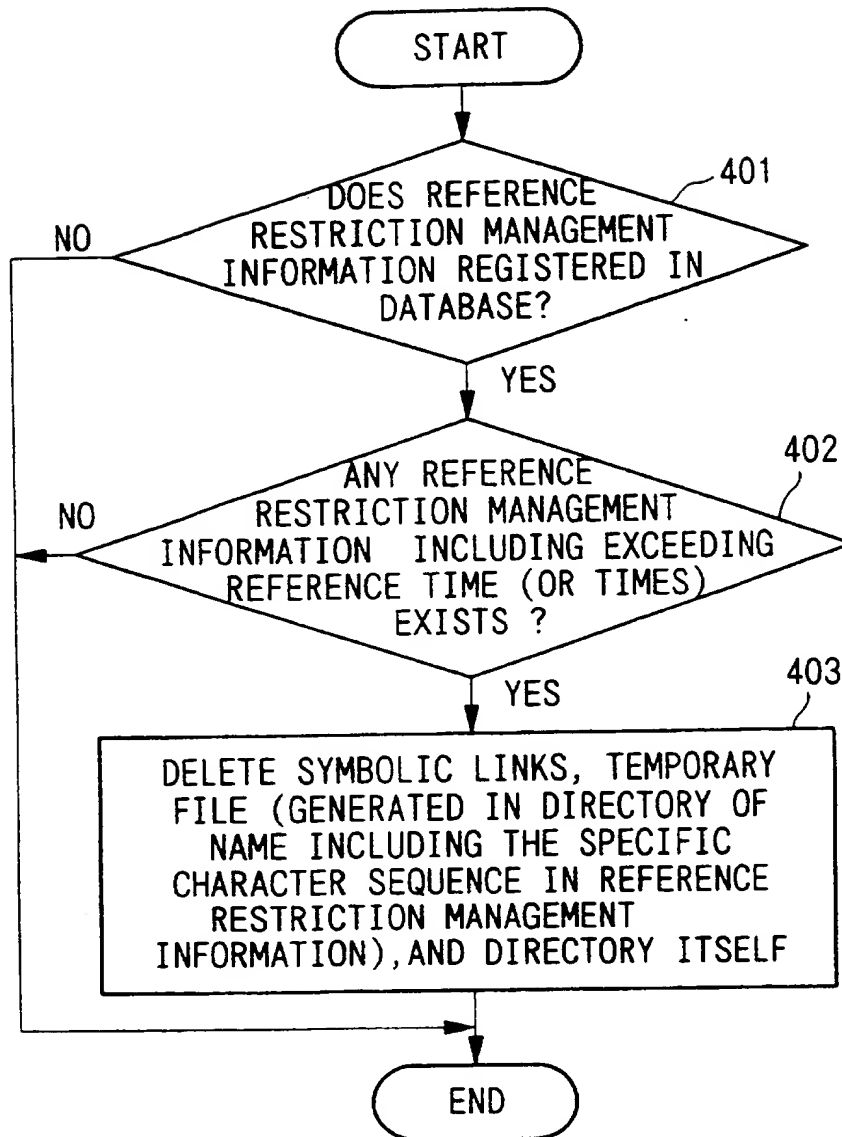 START
401
DOES REFERENCE
RESTRICTION MANAGEMENT
INFORMATION REGISTERED IN
DATABASE?
NO
YES
402
ANY REFERENCE
RESTRICTION MANAGEMENT
INFORMATION INCLUDING EXCEEDING
REFERENCE TIME (OR TIMES)
EXISTS ?
NO
YES
403
DELETE SYMBOLIC LINKS, TEMPORARY
FILE (GENERATED IN DIRECTORY OF
NAME INCLUDING THE SPECIFIC
CHARACTER SEQUENCE IN REFERENCE
RESTRICTION MANAGEMENT
INFORMATION),AND DIRECTORY ITSELF
END